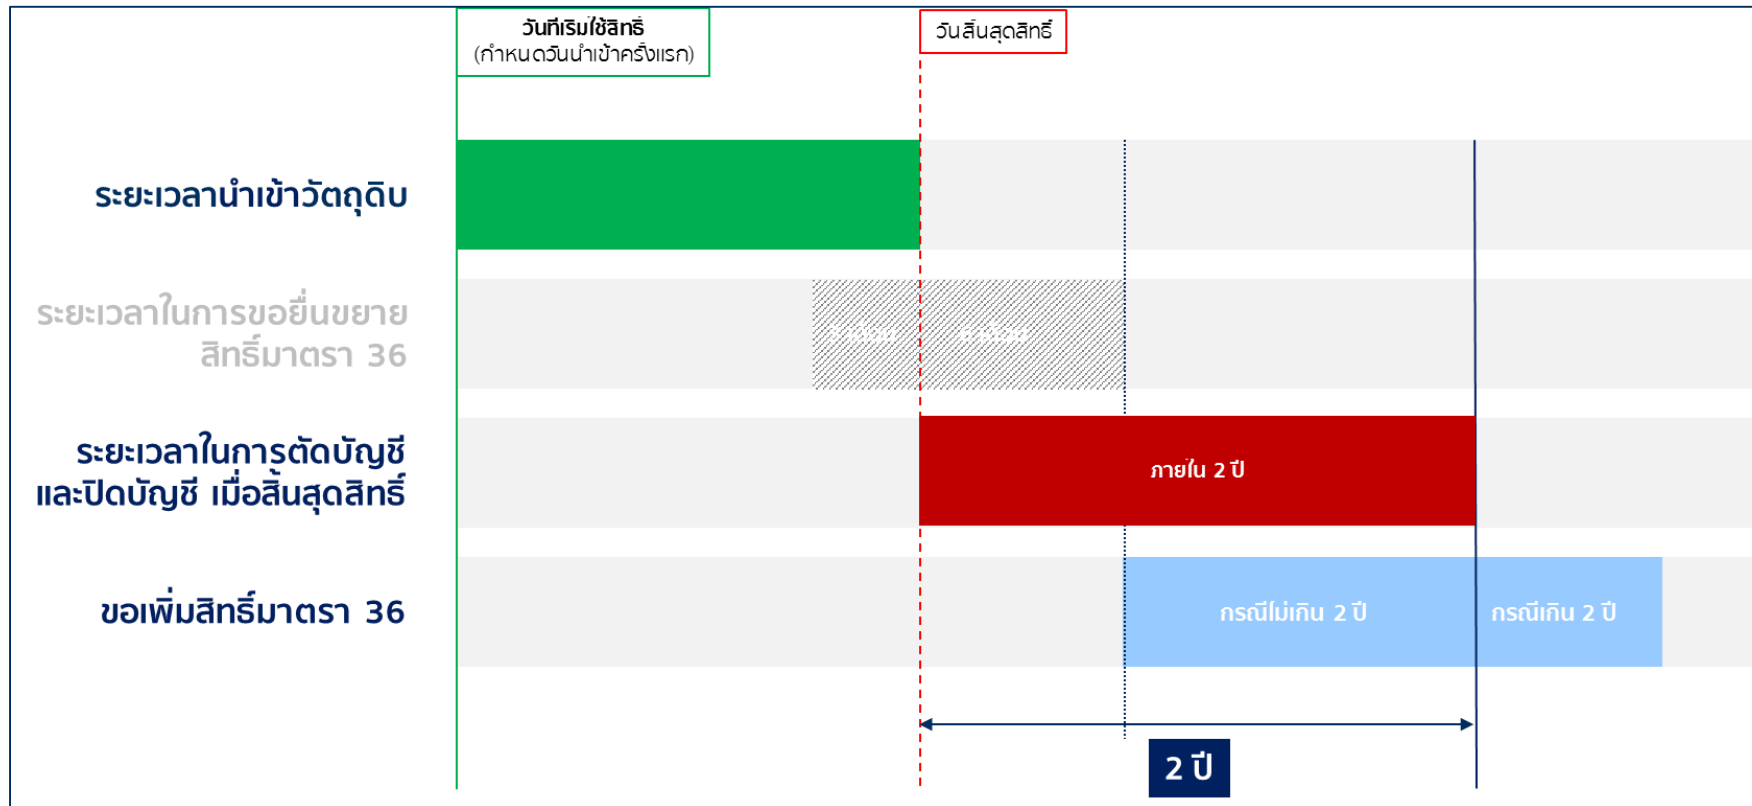 วันที่เริ่มใช้สิทธิ์
(กำหนดวันนำเข้าครั้งแรก)
วันสิ้นสุดสิทธิ์
ระยะเวลานำเข้าวัตถุดิบ
ระยะเวลาในการขอยื่นขยาย
สิทธิ์มาตรา 36
ระยะเวลาในการตัดบัญชี
และปิดบัญชี เมื่อสิ้นสุดสิทธิ์
ภายใน 2 ปี
ขอเพิ่มสิทธิ์มาตรา 36
กรณีไม่เกิน 2 ปี
กรณีเกิน 2 ปี
2 ปี